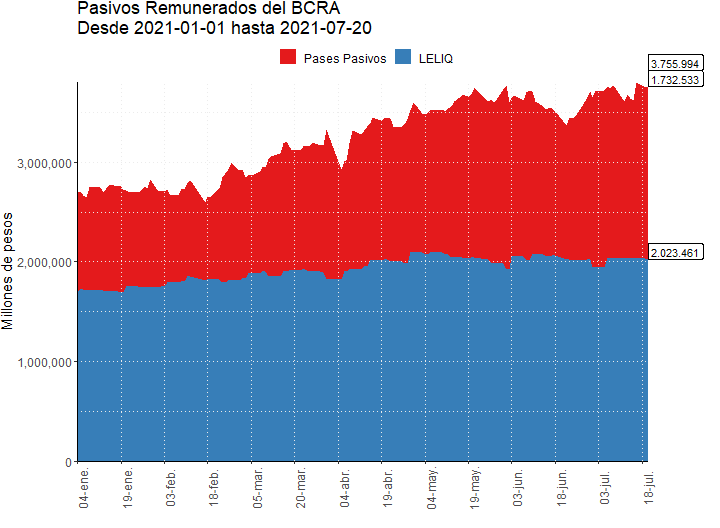 Pasivos Remunerados del BCRA
Desde 2021-01-01 hasta 2021-07-20
Pases Pasivos LELIQ
3.755.994
1.732.533
2.023.461
Millones de pesos
3,000,000
2,000,000
1,000,000
0
04-ene.
19-ene.
03-feb.
18-feb.
05-mar.
20-mar.
04-abr.
19-abr.
04-may.
19-may.
03-jun.
18-jun.
03-jul.
18-jul.